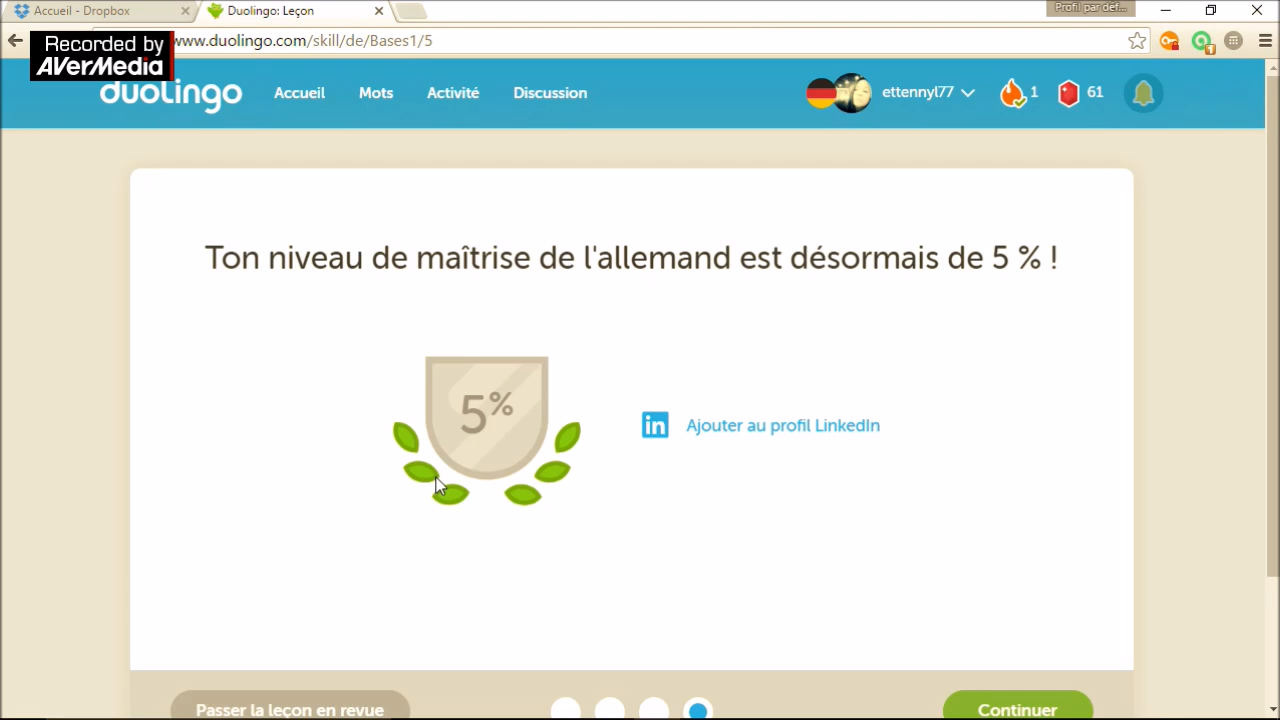 Accueil - Dropbox
Duolingo: Leçon
Profil par déf...
www.duolingo.com/skill/de/Bases1/5
Recorded by
AVerMedia
duolingo
Accueil
Mots
Activité
Discussion
ettennyl77
1
61
1
Ton niveau de maîtrise de l'allemand est désormais de 5 % !
5%
in
Ajouter au profil LinkedIn
Passer la leçon en revue
Continuer